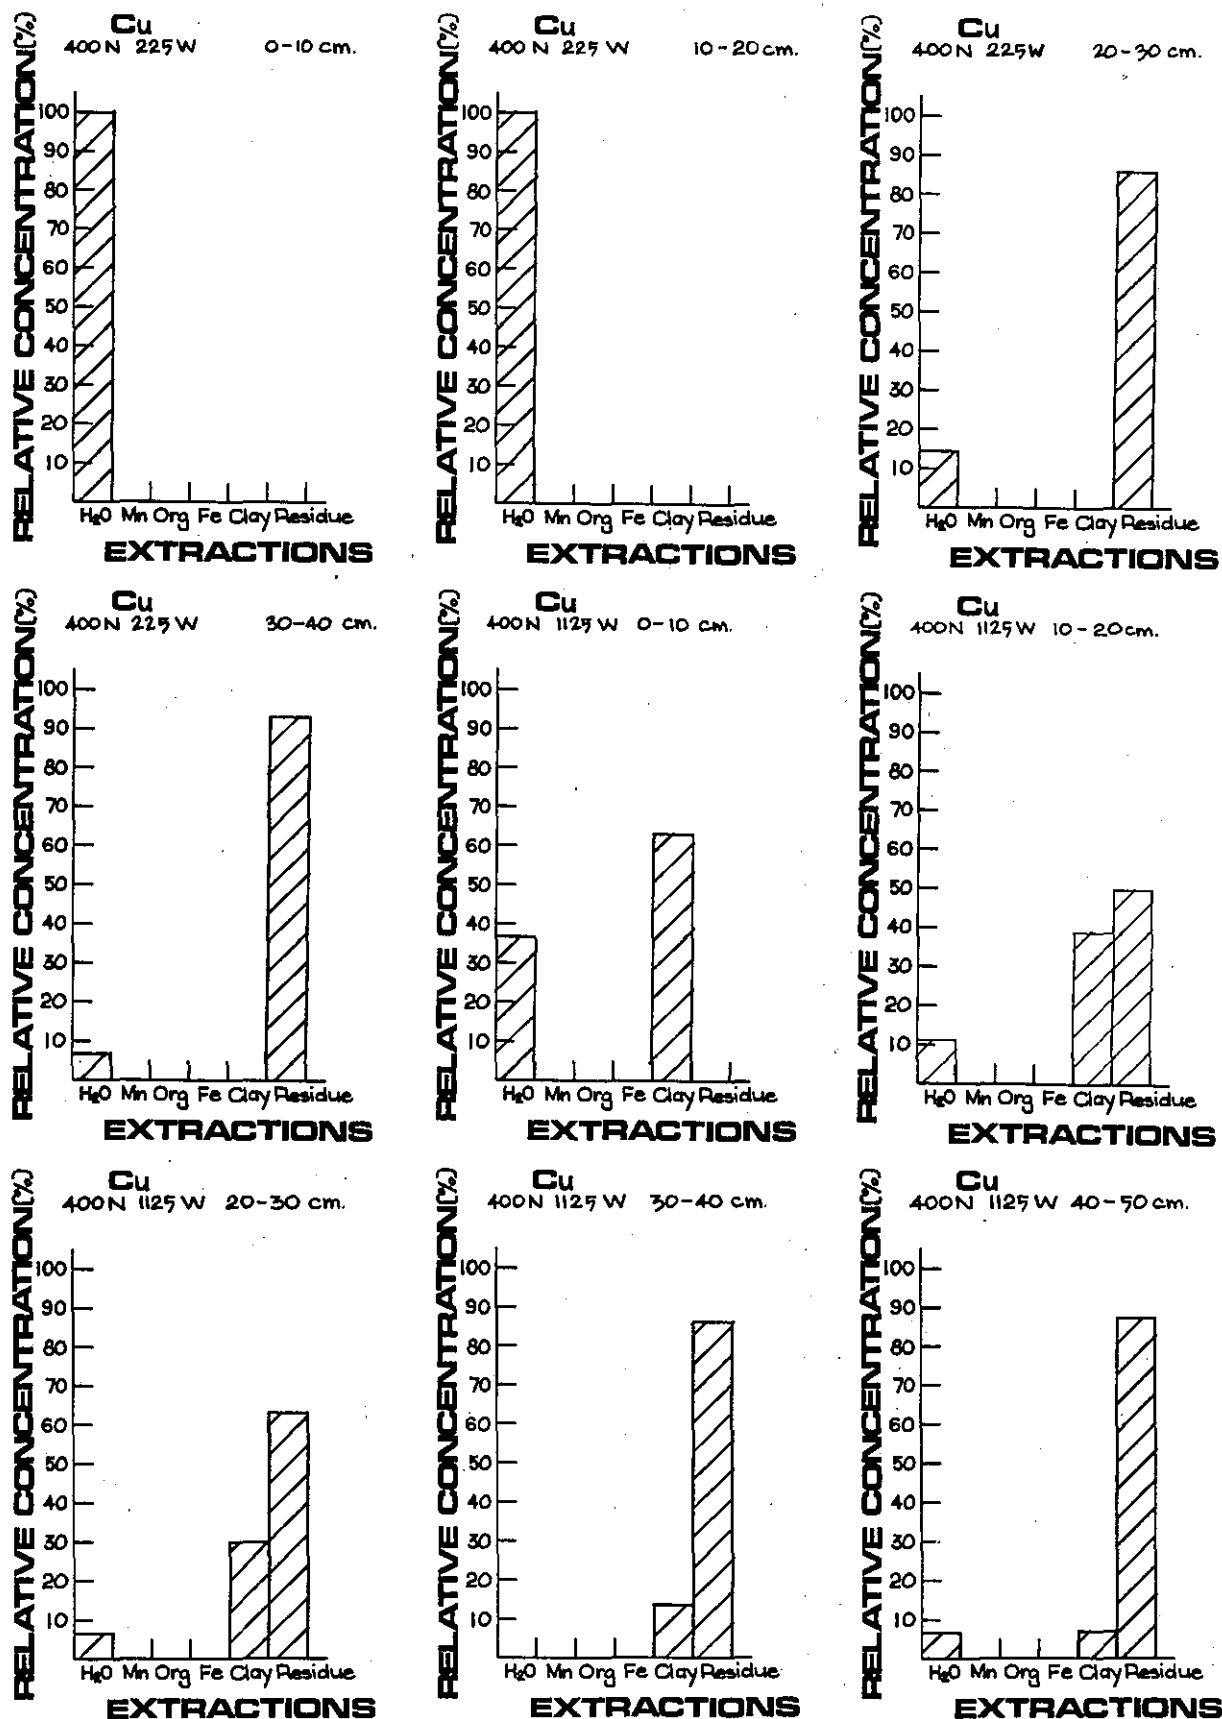 RELATIVE CONCENTRATION(%)
Cu
400N 225W 0-10 cm.
100
90
80
70
60
50
40
30
20
10
H2O Mn Org Fe Clay Residue
EXTRACTIONS
RELATIVE CONCENTRATION(%)
Cu
400N 225 W 10-20 cm.
100
90
80
70
60
50
40
30
20
10
H2O Mn Org Fe Clay Residue
EXTRACTIONS
RELATIVE CONCENTRATION(%)
Cu
400N 225W 20-30 cm.
100
90
80
70
60
50
40
30
20
10
H2O Mn Org Fe Clay Residue
EXTRACTIONS
RELATIVE CONCENTRATION(%)
Cu
400N 225 W 30-40 cm.
100
90
80
70
60
50
40
30
20
10
H2O Mn Org Fe Clay Residue
EXTRACTIONS
RELATIVE CONCENTRATION(%)
Cu
400N 1125 W 0-10 cm.
100
90
80
70
60
50
40
30
20
10
H2O Mn Org Fe Clay Residue
EXTRACTIONS
RELATIVE CONCENTRATION(%)
Cu
400N 1125 W 10-20 cm.
100
90
80
70
60
50
40
30
20
10
H2O Mn Org Fe Clay Residue
EXTRACTIONS
RELATIVE CONCENTRATION(%)
Cu
400N 1125 W 20-30 cm.
100
90
80
70
60
50
40
30
20
10
H2O Mn Org Fe Clay Residue
EXTRACTIONS
RELATIVE CONCENTRATION(%)
Cu
400N 1125 W 30-40 cm.
100
90
80
70
60
50
40
30
20
10
H2O Mn Org Fe Clay Residue
EXTRACTIONS
RELATIVE CONCENTRATION(%)
Cu
400N 1125 W 40-50 cm.
100
90
80
70
60
50
40
30
20
10
H2O Mn Org Fe Clay Residue
EXTRACTIONS